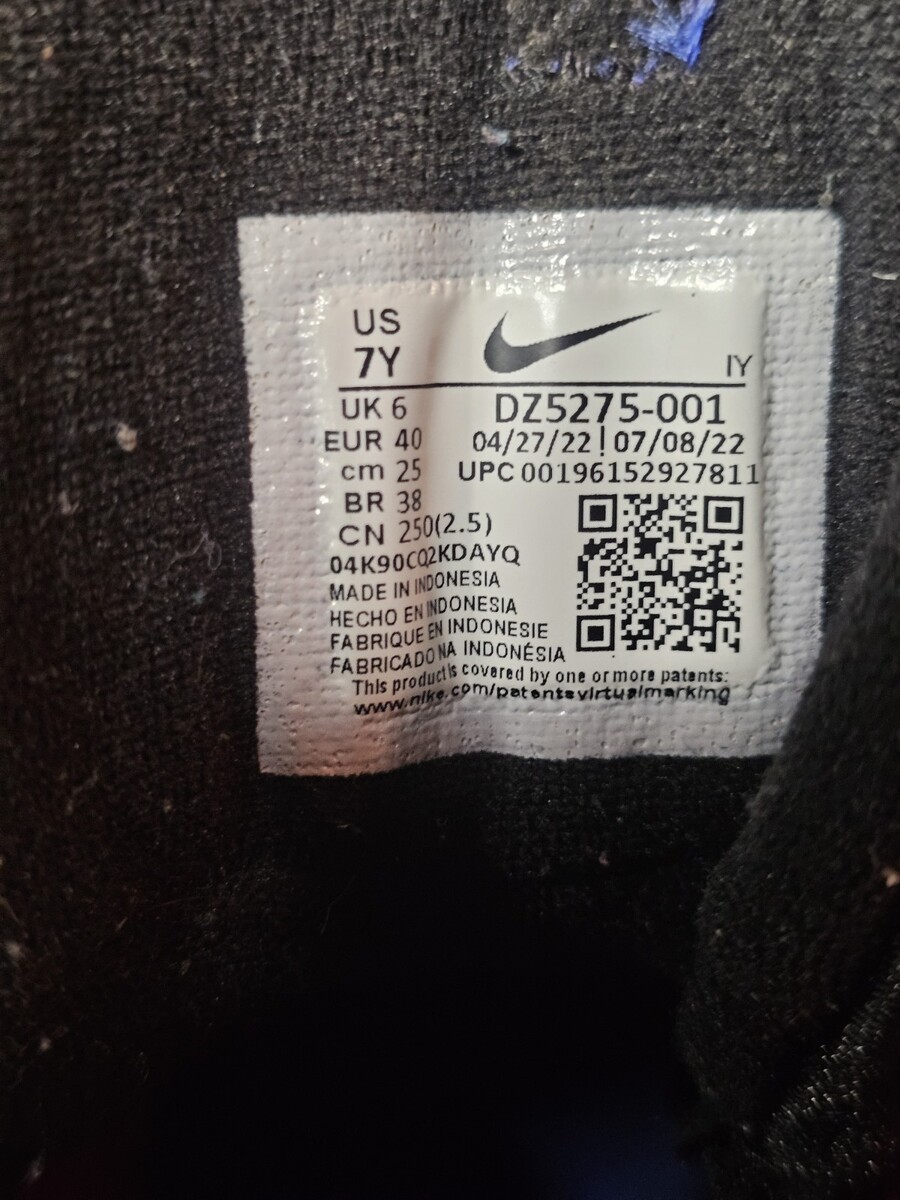 US
7Y
IY
UK 6
DZ5275-001
EUR 40
04/27/22 | 07/08/22
cm 25
UPC 00196152927811
BR 38
CN 250(2.5)
04K90CQ2KDAYQ
MADE IN INDONESIA
HECHO EN INDONESIA
FABRIQUE EN INDONESIE
FABRICADO NA INDONÉSIA
This product is covered by one or more patents:
www.nike.com/patentsvirtualmarking